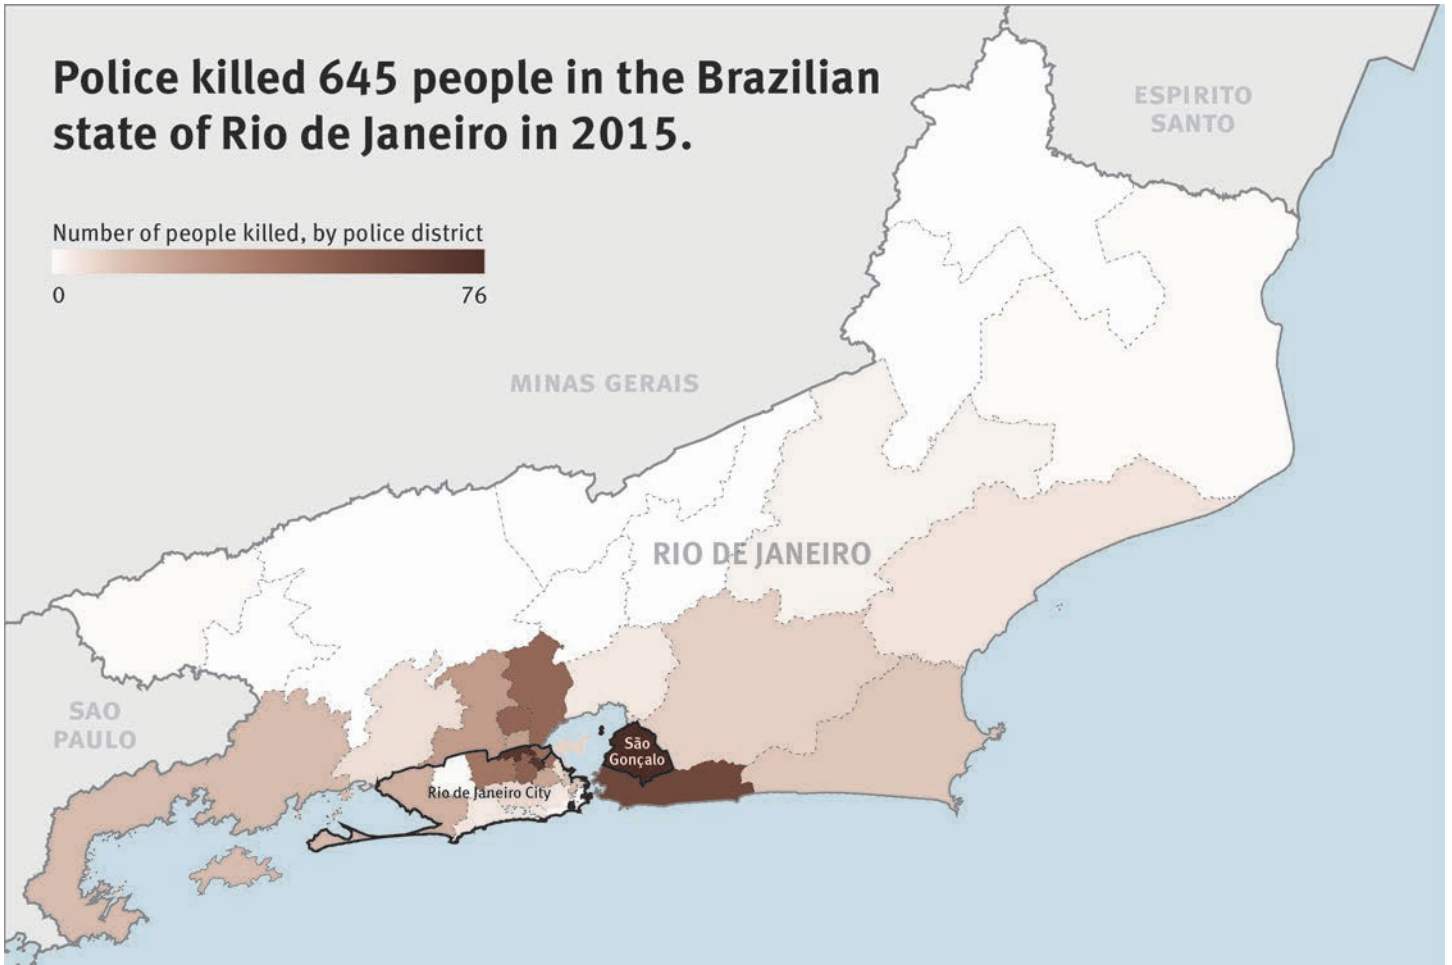 Police killed 645 people in the Brazilian
state of Rio de Janeiro in 2015.
Number of people killed, by police district
0 76
ESPIRITO
SANTO
MINAS GERAIS
RIO DE JANEIRO
SAO
PAULO
São
Gonçalo
Rio de Janeiro City